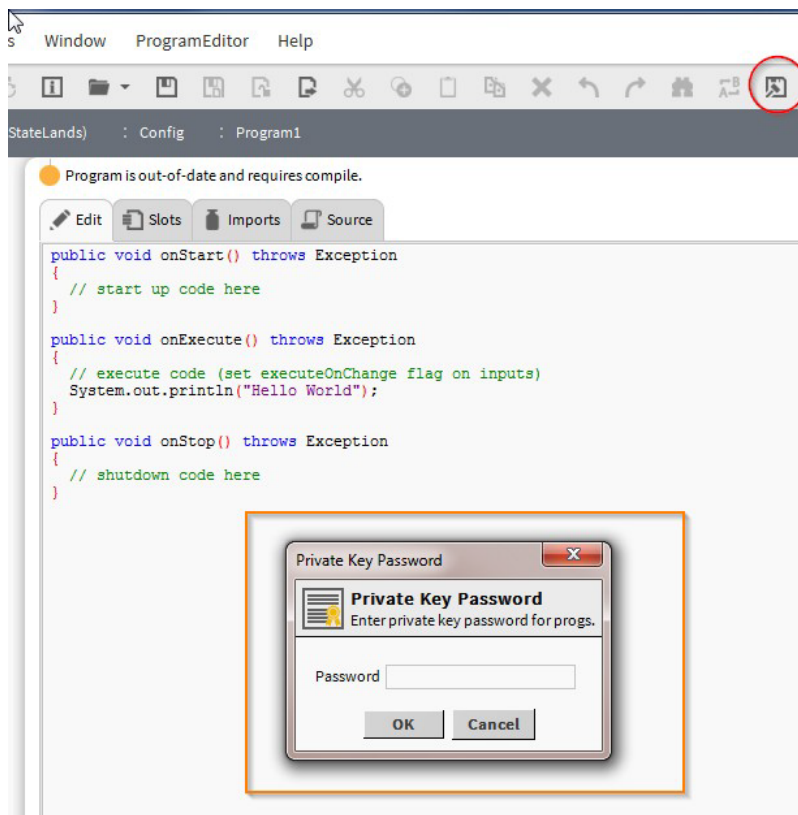 s Window ProgramEditor Help
StateLands) : Config : Program1
Program is out-of-date and requires compile.
Edit Slots Imports Source
public void onStart() throws Exception
{
// start up code here
}
public void onExecute() throws Exception
{
// execute code (set executeOnChange flag on inputs)
System.out.println("Hello World");
}
public void onStop() throws Exception
{
// shutdown code here
}
Private Key Password
Private Key Password
Enter private key password for progs.
Password
OK Cancel